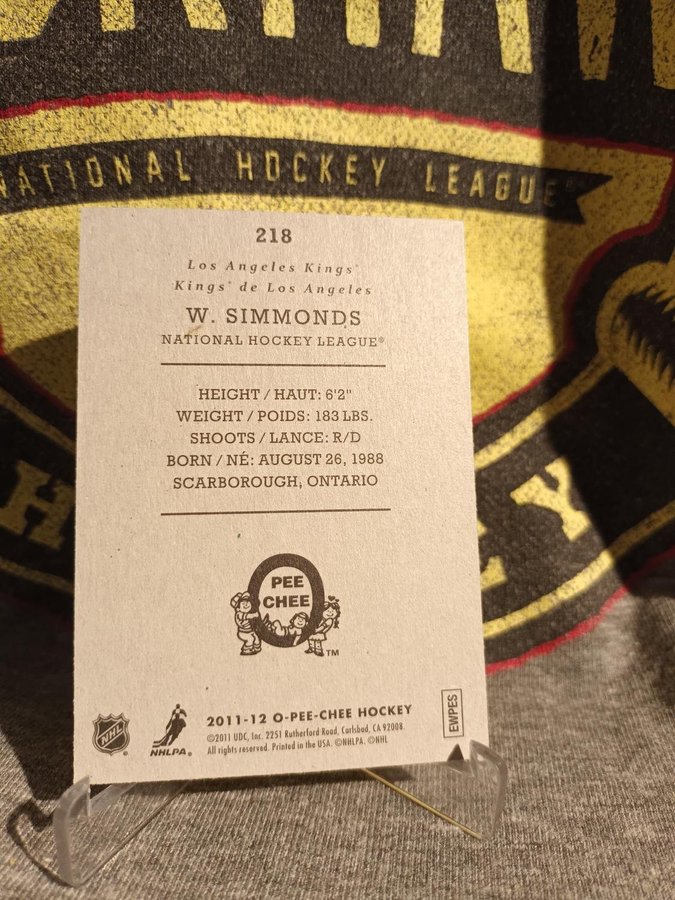 NATIONAL HOCKEY LEAGUE
218
Los Angeles Kings®
Kings® de Los Angeles
W. SIMMONDS
NATIONAL HOCKEY LEAGUE®
HEIGHT / HAUT: 6'2"
WEIGHT / POIDS: 183 LBS.
SHOOTS / LANCE: R/D
BORN / NÉ: AUGUST 26, 1988
SCARBOROUGH, ONTARIO
H EY
O
PEE
CHEE
TM
EWPES
NHL
NHLPA®
2011-12 O-PEE-CHEE HOCKEY
©2011 UDC, Inc. 2251 Rutherford Road, Carlsbad, CA 92008.
All rights reserved. Printed in the USA. ©NHLPA. ©NHL